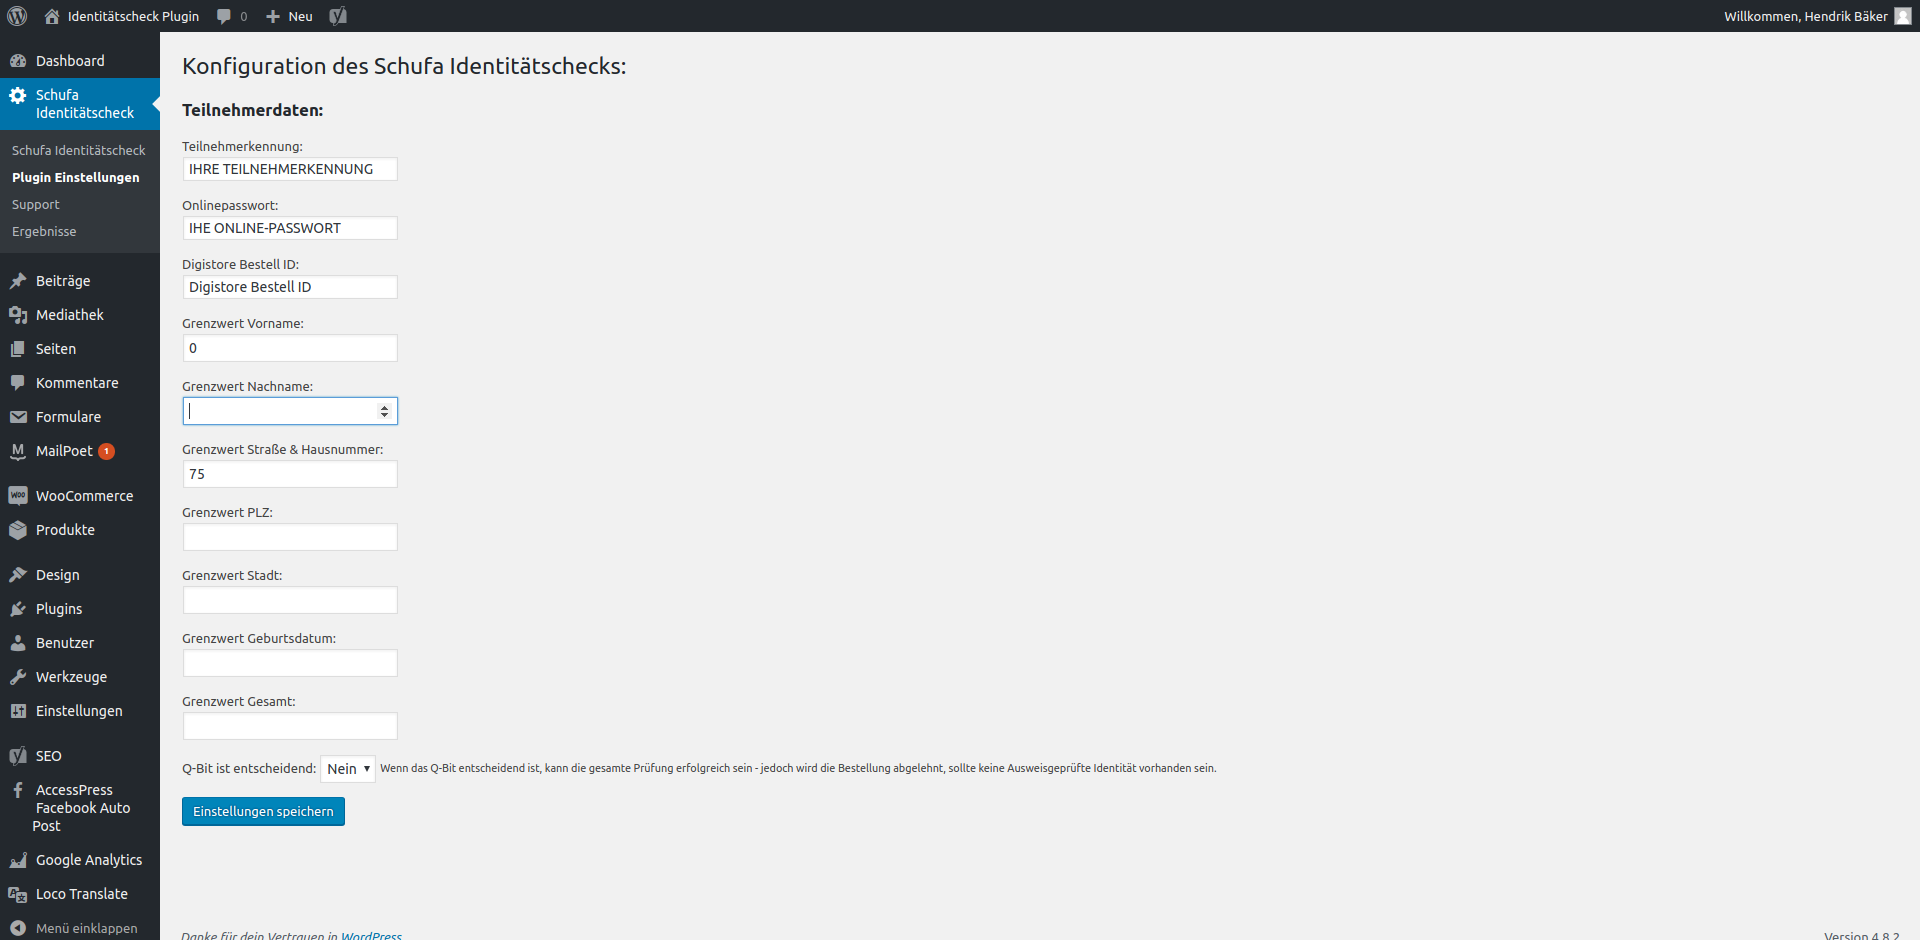 Identitätscheck Plugin
0
Neu
Willkommen, Hendrik Bäker
Dashboard
Schufa
Identitätscheck
Schufa Identitätscheck
Plugin Einstellungen
Support
Ergebnisse
Beiträge
Mediathek
Seiten
Kommentare
Formulare
MailPoet 1
WooCommerce
Produkte
Design
Plugins
Benutzer
Werkzeuge
Einstellungen
SEO
AccessPress
Facebook Auto
Post
Google Analytics
Loco Translate
Menü einklappen
Konfiguration des Schufa Identitätschecks:
Teilnehmerdaten:
Teilnehmerkennung:
IHRE TEILNEHMERKENNUNG
Onlinepasswort:
IHE ONLINE-PASSWORT
Digistore Bestell ID:
Digistore Bestell ID
Grenzwert Vorname:
0
Grenzwert Nachname:
Grenzwert Straße & Hausnummer:
75
Grenzwert PLZ:
Grenzwert Stadt:
Grenzwert Geburtsdatum:
Grenzwert Gesamt:
Q-Bit ist entscheidend: Nein Wenn das Q-Bit entscheidend ist, kann die gesamte Prüfung erfolgreich sein - jedoch wird die Bestellung abgelehnt, sollte keine Ausweisgeprüfte Identität vorhanden sein.
Einstellungen speichern
Danke für dein Vertrauen in WordPress.
Version 4.8.2